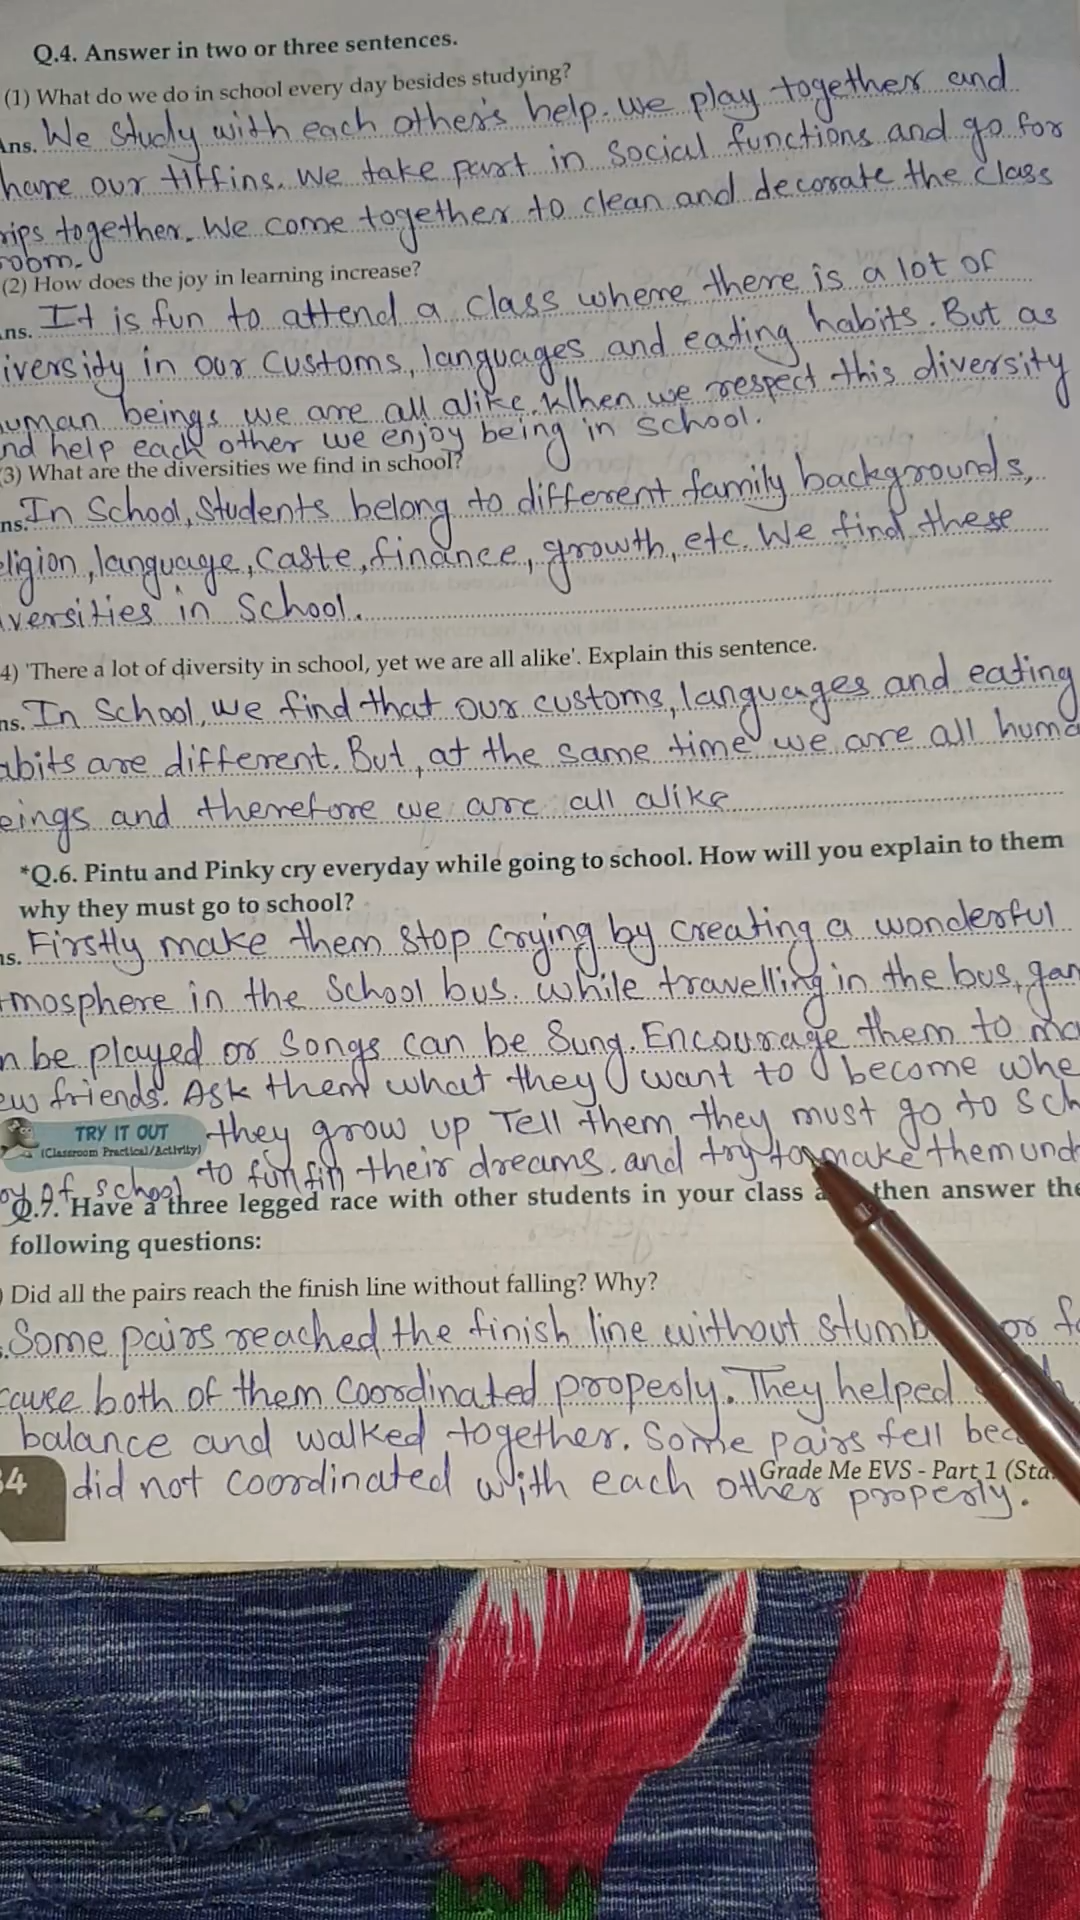 Q.4. Answer in two or three sentences.
(1) What do we do in school every day besides studying?
Ans. We study with each other's help. we play together and
hare our tiffins. We take part in social functions and go for
rips together. We come together to clean and decorate the class
room.
(2) How does the joy in learning increase?
ns. It is fun to attend a class where there is a lot of
iversity in our customs, languages and eating habits. But as
uman beings we are all alike. When we respect this diversity
nd help each other we enjoy being in school.
3) What are the diversities we find in school?
ns. In School, Students belong to different family backgrounds,
eligion, language, caste, finance, growth, etc. We find these
iversities in School.
4) 'There a lot of diversity in school, yet we are all alike'. Explain this sentence.
ns. In School, we find that our customs, languages and eating
abits are different. But, at the same time we are all huma
eings and therefore we are all alike
*Q.6. Pintu and Pinky cry everyday while going to school. How will you explain to them
why they must go to school?
ns. Firstly make them stop crying by creating a wonderful
tmosphere in the School bus. while travelling in the bus, gam
n be played or songs can be Sung. Encourage them to ma
ew friends. Ask them what they want to become whe
TRY IT OUT
(Classroom Practical/Activity)
they grow up Tell them they must go to sch
to their dreams. and try to make them und
oy of school
Q.7. Have a three legged race with other students in your class then answer the
following questions:
) Did all the pairs reach the finish line without falling? Why?
. Some pairs reached the finish line without stumb or fa
cause both of them coordinated properly. They helped
balance and walked together. Some pairs fell bec
did not coordinated with each other properly.
34
Grade Me EVS - Part 1 (Sta